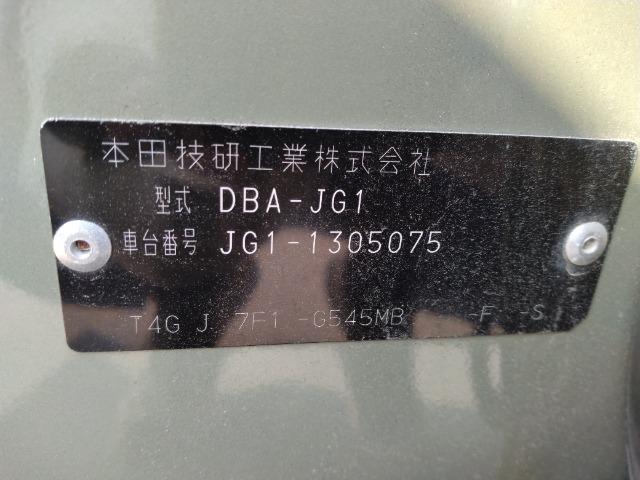 本田技研工業株式会社
型式 DBA-JG1
車台番号 JG1-1305075
T4G J 7F1 -G545MB -F -S